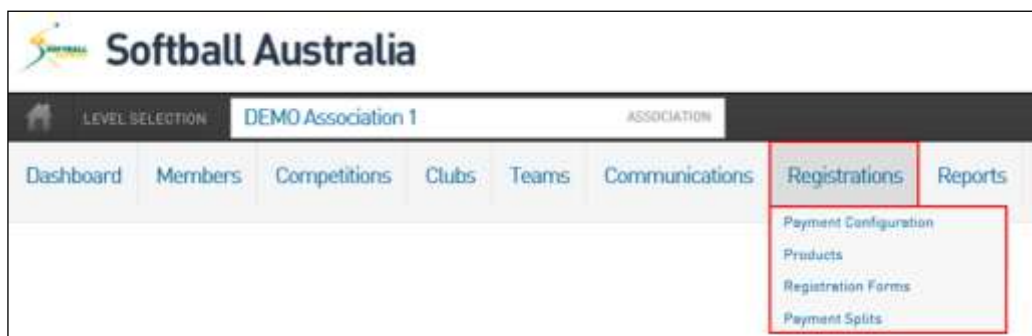 Softball Australia
LEVEL SELECTION DEMO Association 1 ASSOCIATION
Dashboard Members Competitions Clubs Teams Communications Registrations Reports
Payment Configuration
Products
Registration Forms
Payment Splits